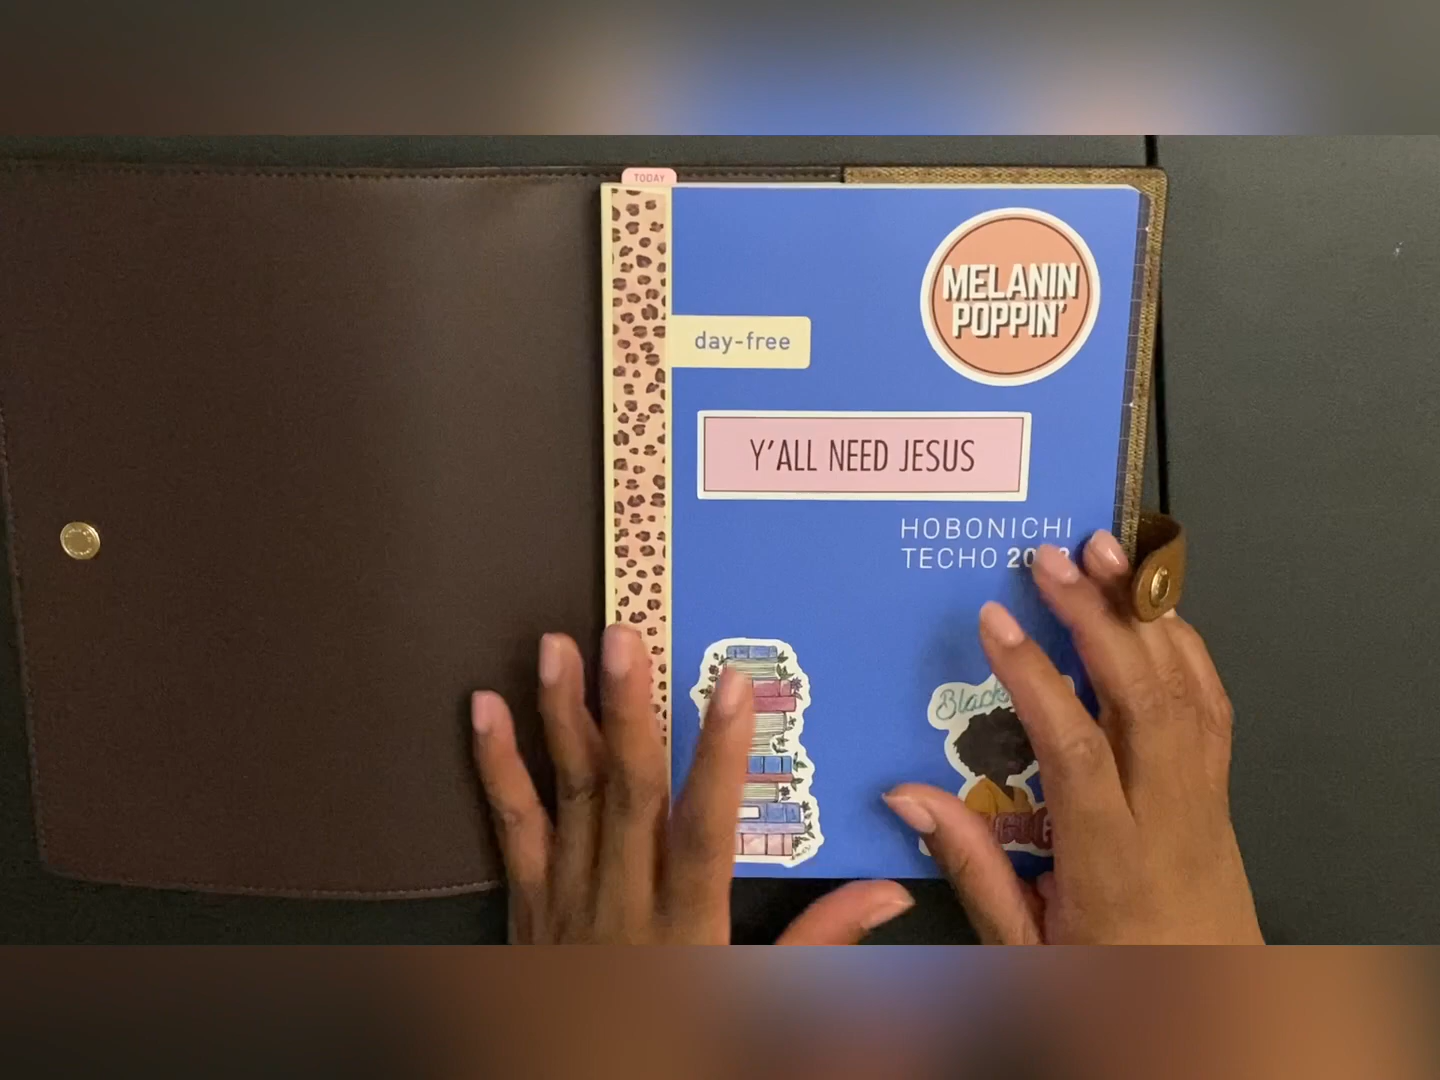 TODAY
MELANIN
POPPIN'
day-free
Y'ALL NEED JESUS
HOBONICHI
TECHO